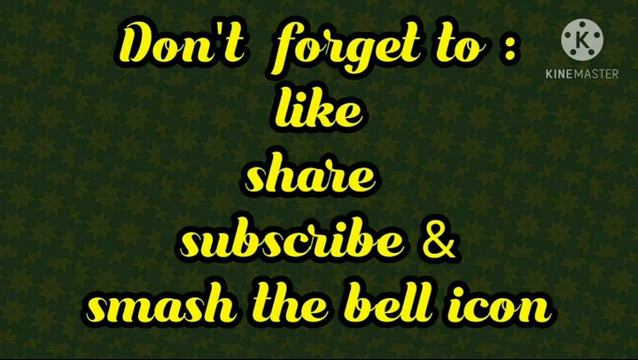 Don't forget to :
K
KINEMASTER
like
share
subscribe &
smash the bell icon